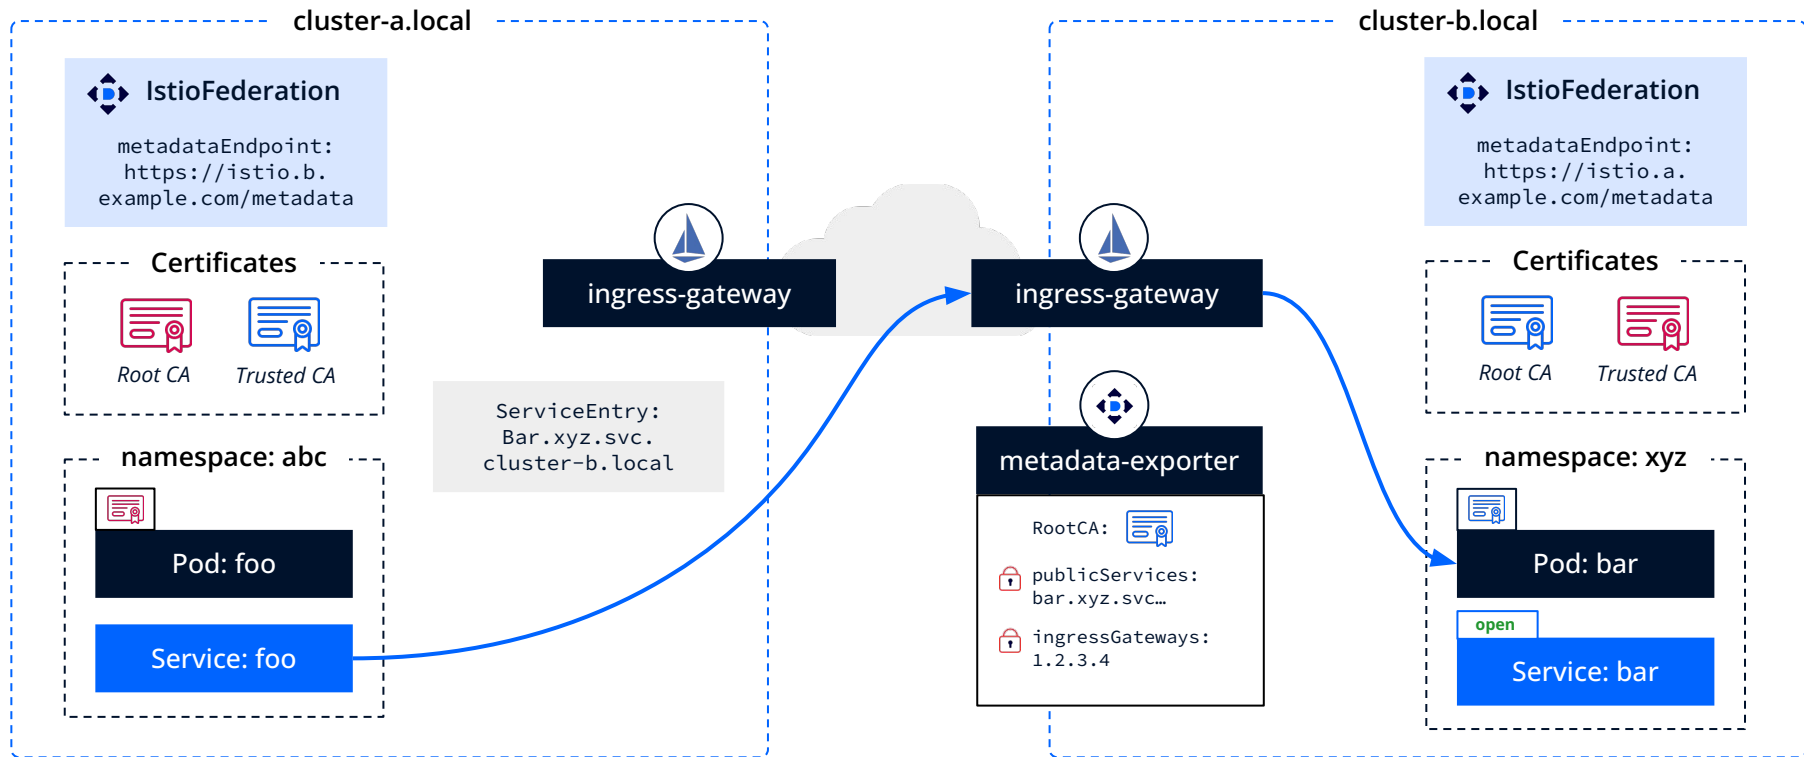 cluster-a.local
IstioFederation
metadataEndpoint:
https://istio.b.
example.com/metadata
Certificates
Root CA
Trusted CA
namespace: abc
Pod: foo
Service: foo
ingress-gateway
ServiceEntry:
Bar.xyz.svc.
cluster-b.local
cluster-b.local
ingress-gateway
metadata-exporter
RootCA:
publicServices:
bar.xyz.svc…
ingressGateways:
1.2.3.4
IstioFederation
metadataEndpoint:
https://istio.a.
example.com/metadata
Certificates
Root CA
Trusted CA
namespace: xyz
Pod: bar
open
Service: bar